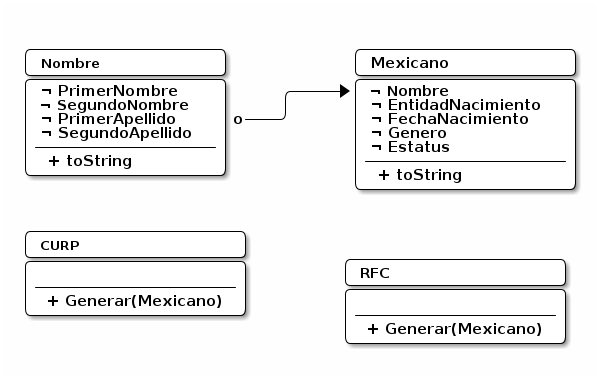 Nombre
¬ PrimerNombre
¬ SegundoNombre
¬ PrimerApellido
¬ SegundoApellido
+ toString
o
Mexicano
¬ Nombre
¬ EntidadNacimiento
¬ FechaNacimiento
¬ Genero
¬ Estatus
+ toString
CURP
+ Generar(Mexicano)
RFC
+ Generar(Mexicano)